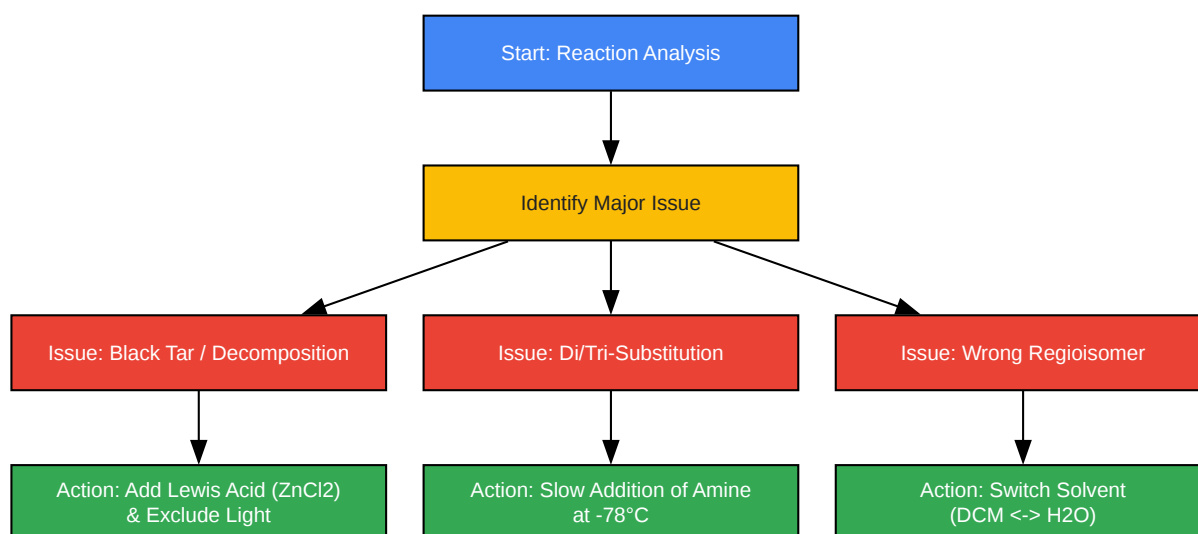 Start: Reaction Analysis
Identify Major Issue
Issue: Black Tar / Decomposition
Issue: Di/Tri-Substitution
Issue: Wrong Regioisomer
Action: Add Lewis Acid (ZnCl2)
& Exclude Light
Action: Slow Addition of Amine
at -78°C
Action: Switch Solvent
(DCM <-> H2O)